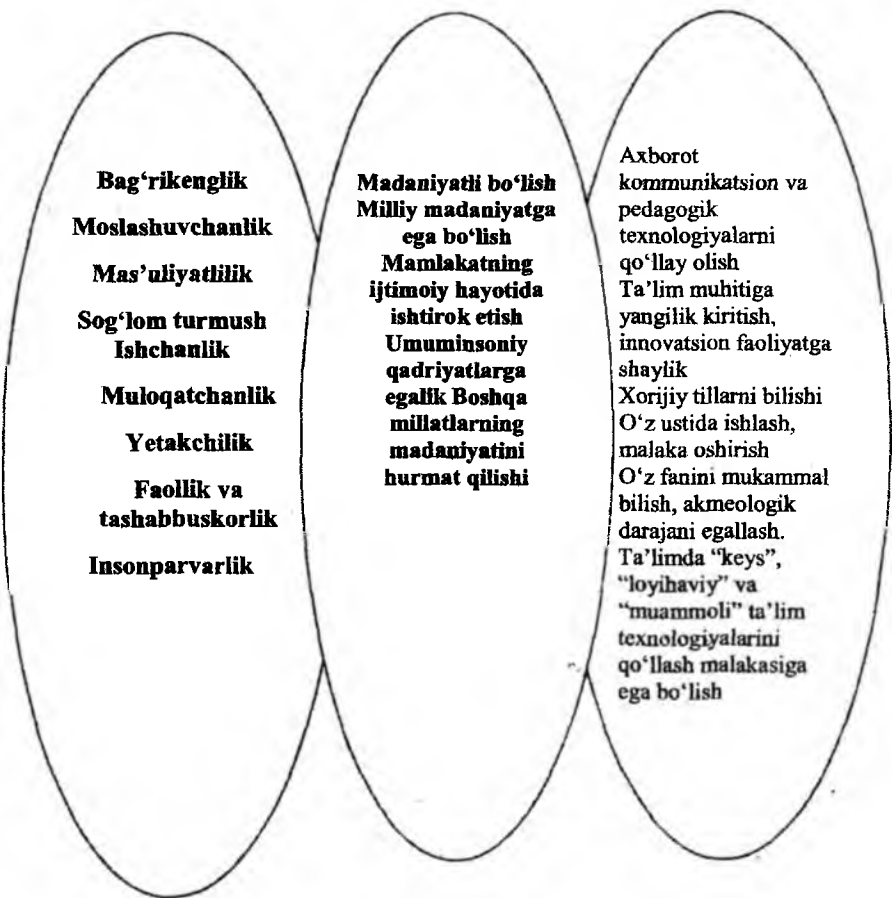 Bag‘rikenglik
Moslashuvchanlik
Mas’uliyatlilik
Sog‘lom turmush
Ishchanlik
Muloqatchanlik
Yetakchilik
Faollik va
tashabbuskorlik
Insonparvarlik
Madaniyatli bo‘lish
Milliy madaniyatga
ega bo‘lish
Mamlakatning
ijtimoiy hayotida
ishtirok etish
Umuminsoniy
qadriyatlarga
egalik Boshqa
millatlarning
madaniyatini
hurmat qilishi
Axborot
kommunikatsion va
pedagogik
texnologiyalarni
qo‘llay olish
Ta’lim muhitiga
yangilik kiritish,
innovatsion faoliyatga
shaylik
Xorijiy tillarni bilishi
O‘z ustida ishlash,
malaka oshirish
O‘z fanini mukammal
bilish, akmeologik
darajani egallash.
Ta’limda “keys”,
“loyihaviy” va
“muammoli” ta’lim
texnologiyalarini
qo‘llash malakasiga
ega bo‘lish